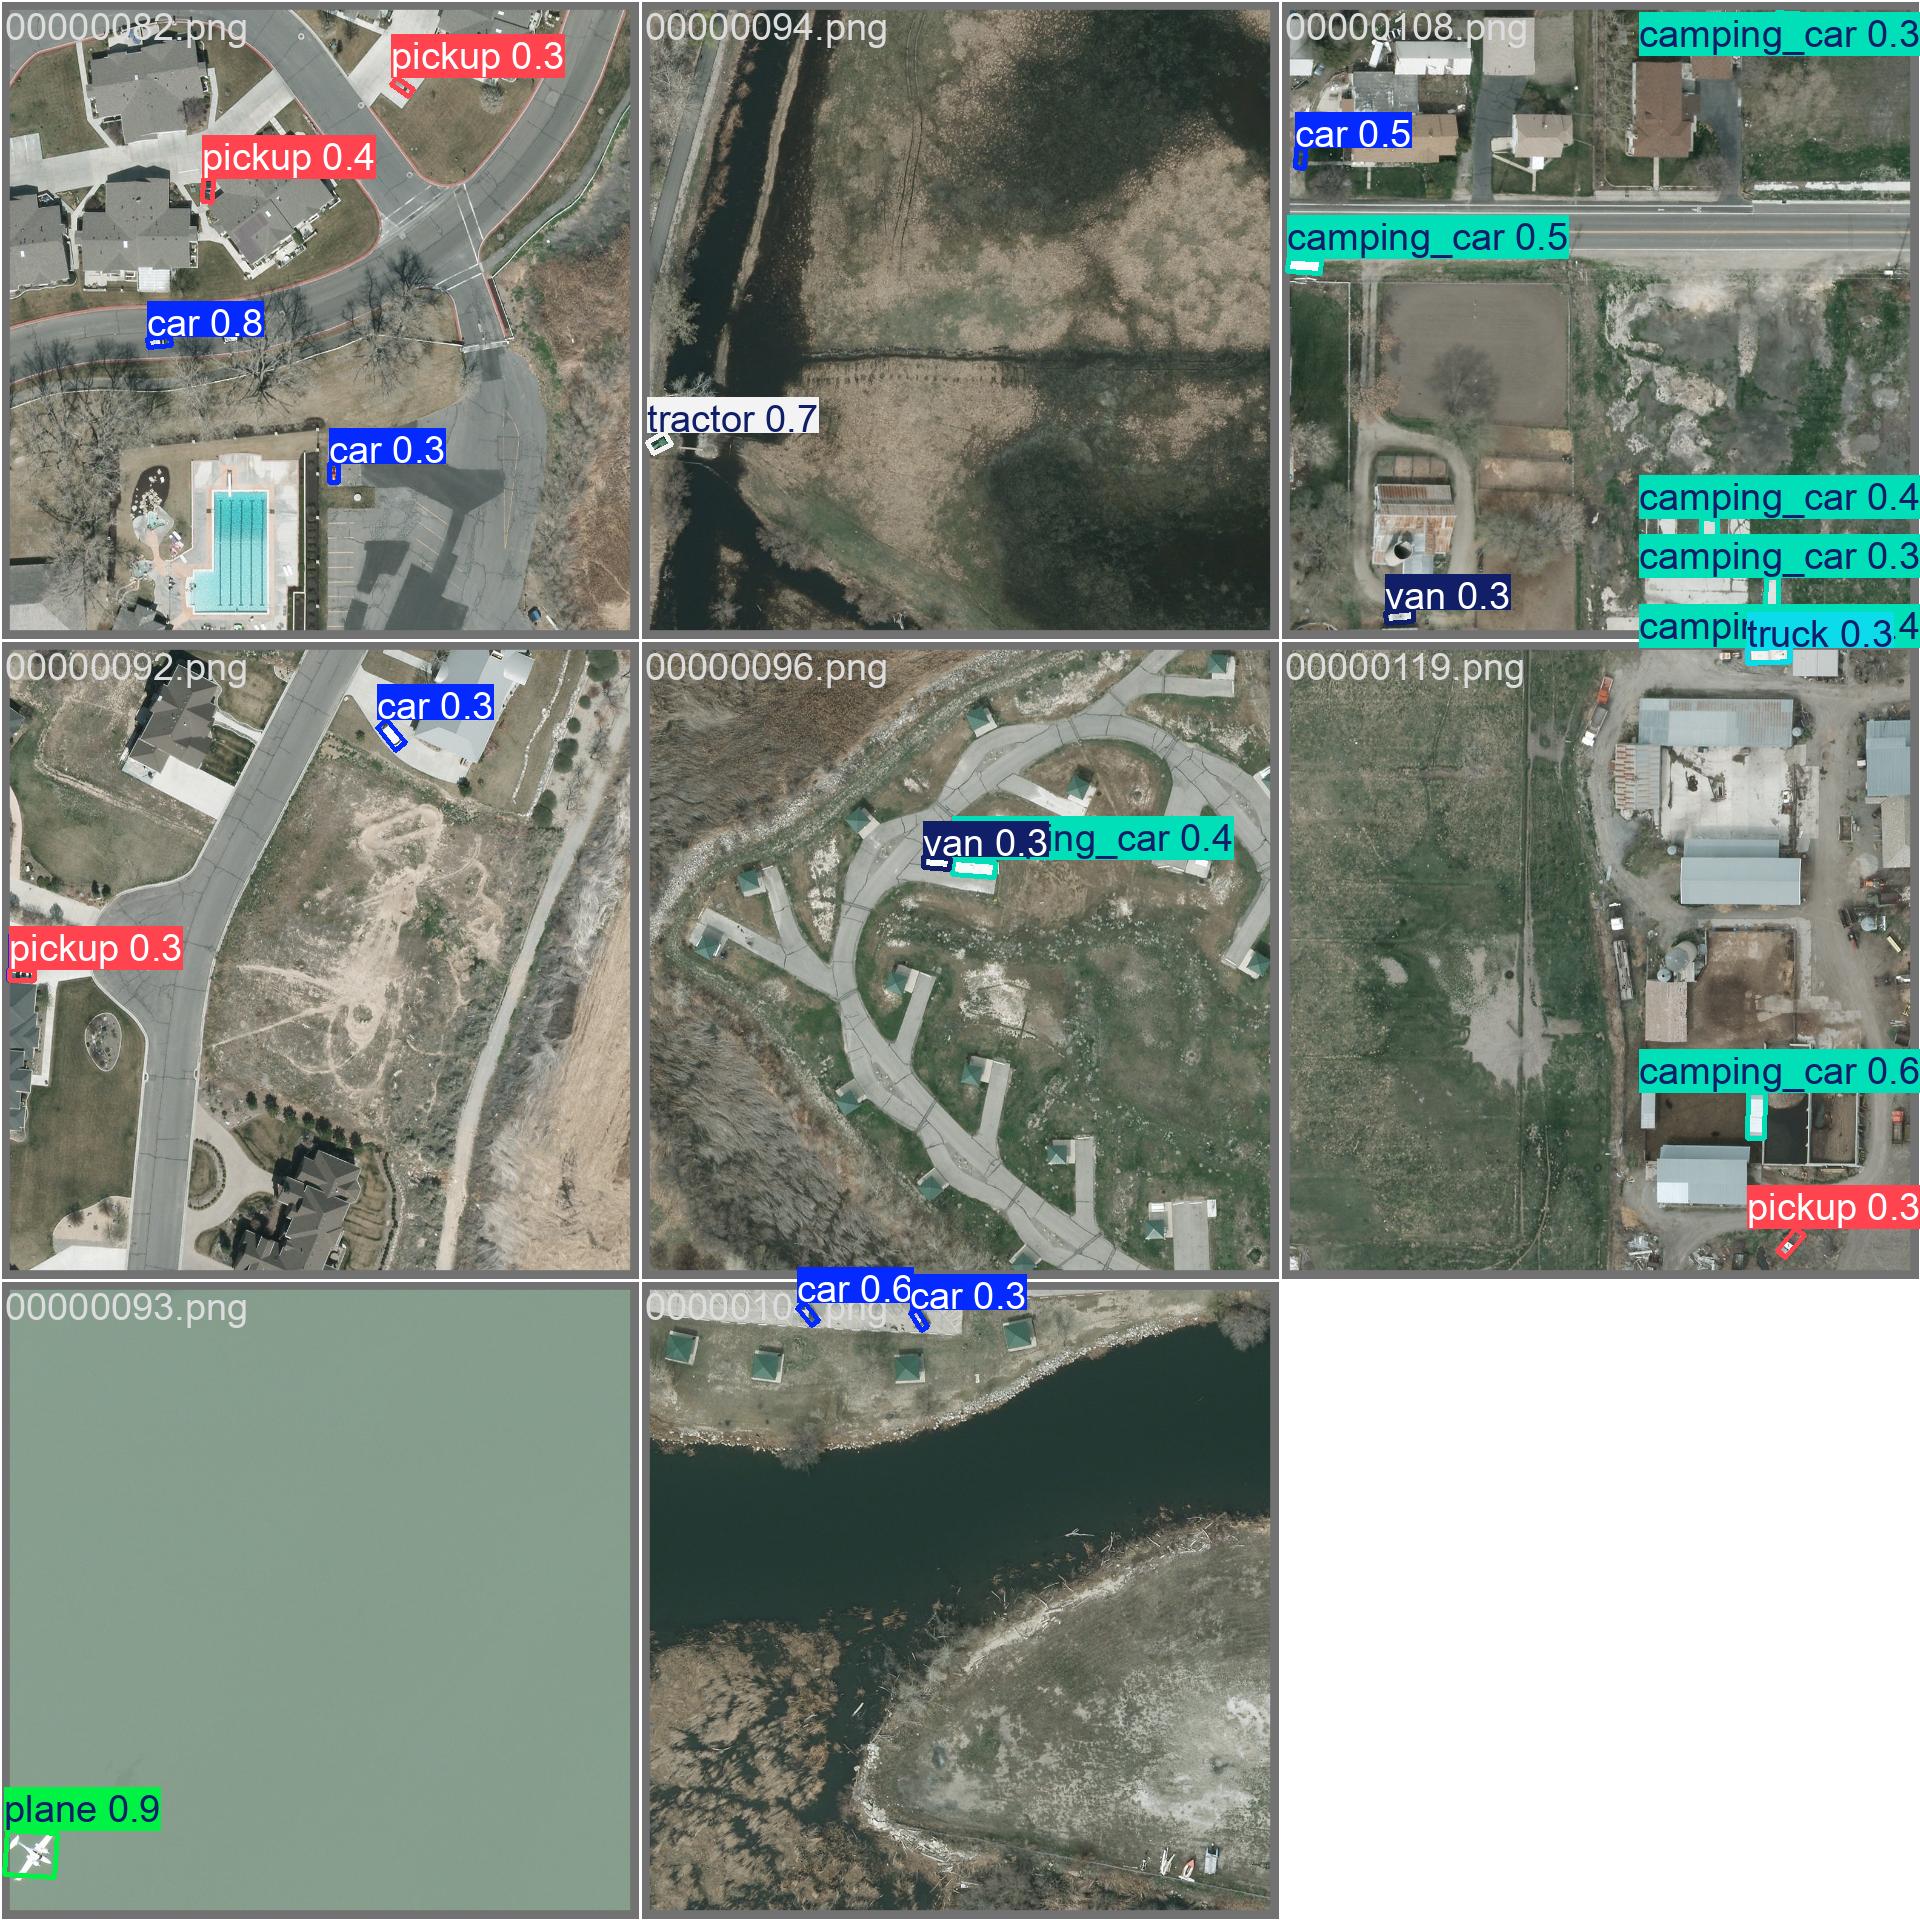 00000082.png
pickup 0.3
pickup 0.4
car 0.8
car 0.3
00000094.png
tractor 0.7
00000108.png
camping_car 0.3
car 0.5
camping_car 0.5
camping_car 0.4
camping_car 0.3
van 0.3
truck 0.3
00000092.png
car 0.3
pickup 0.3
00000096.png
van 0.3
ing_car 0.4
00000119.png
camping_car 0.6
pickup 0.3
00000093.png
plane 0.9
car 0.6
car 0.3